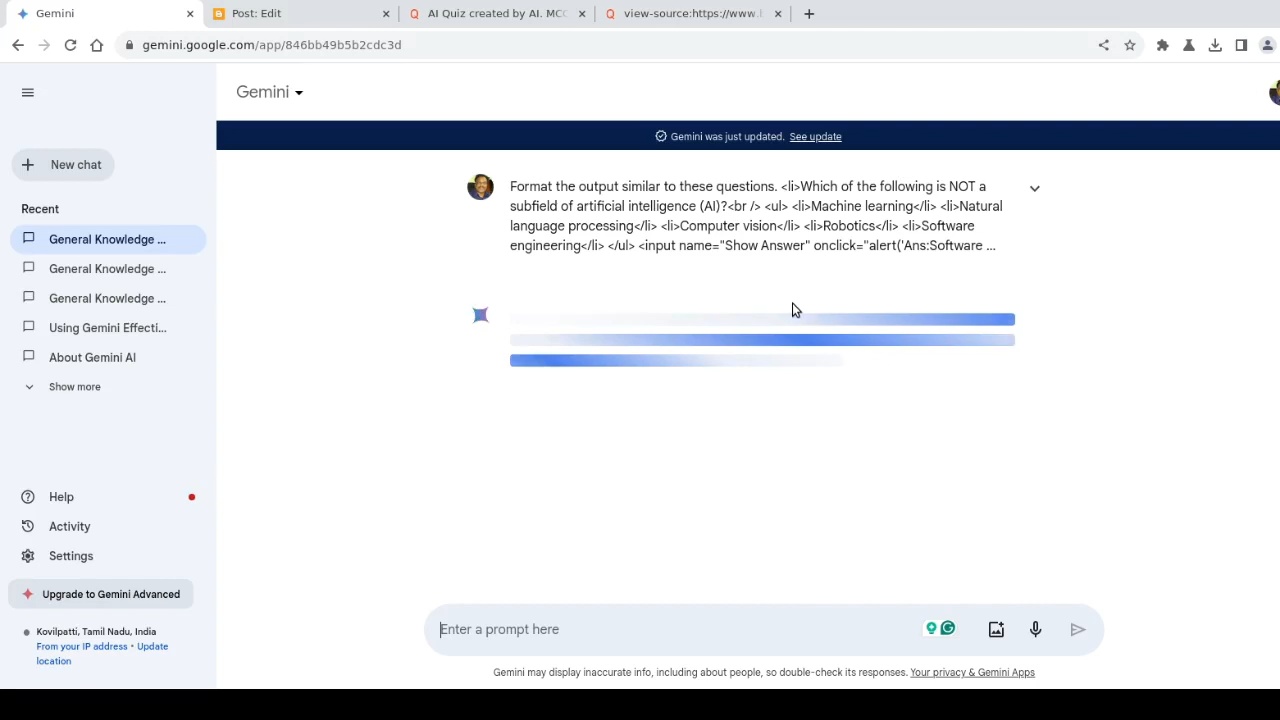 Gemini
Post: Edit
AI Quiz created by AI. MCC
view-source:https://www.t
gemini.google.com/app/846bb49b5b2cdc3d
Gemini
Gemini was just updated. See update
New chat
Recent
General Knowledge ...
General Knowledge ...
General Knowledge ...
Using Gemini Effecti...
About Gemini AI
Show more
Format the output similar to these questions. <li>Which of the following is NOT a
subfield of artificial intelligence (AI)?<br /> <ul> <li>Machine learning</li> <li>Natural
language processing</li> <li>Computer vision</li> <li>Robotics</li> <li>Software
engineering</li> </ul> <input name="Show Answer" onclick="alert('Ans:Software ...
Help
Activity
Settings
Upgrade to Gemini Advanced
Kovilpatti, Tamil Nadu, India
From your IP address • Update
location
Enter a prompt here
Gemini may display inaccurate info, including about people, so double-check its responses. Your privacy & Gemini Apps